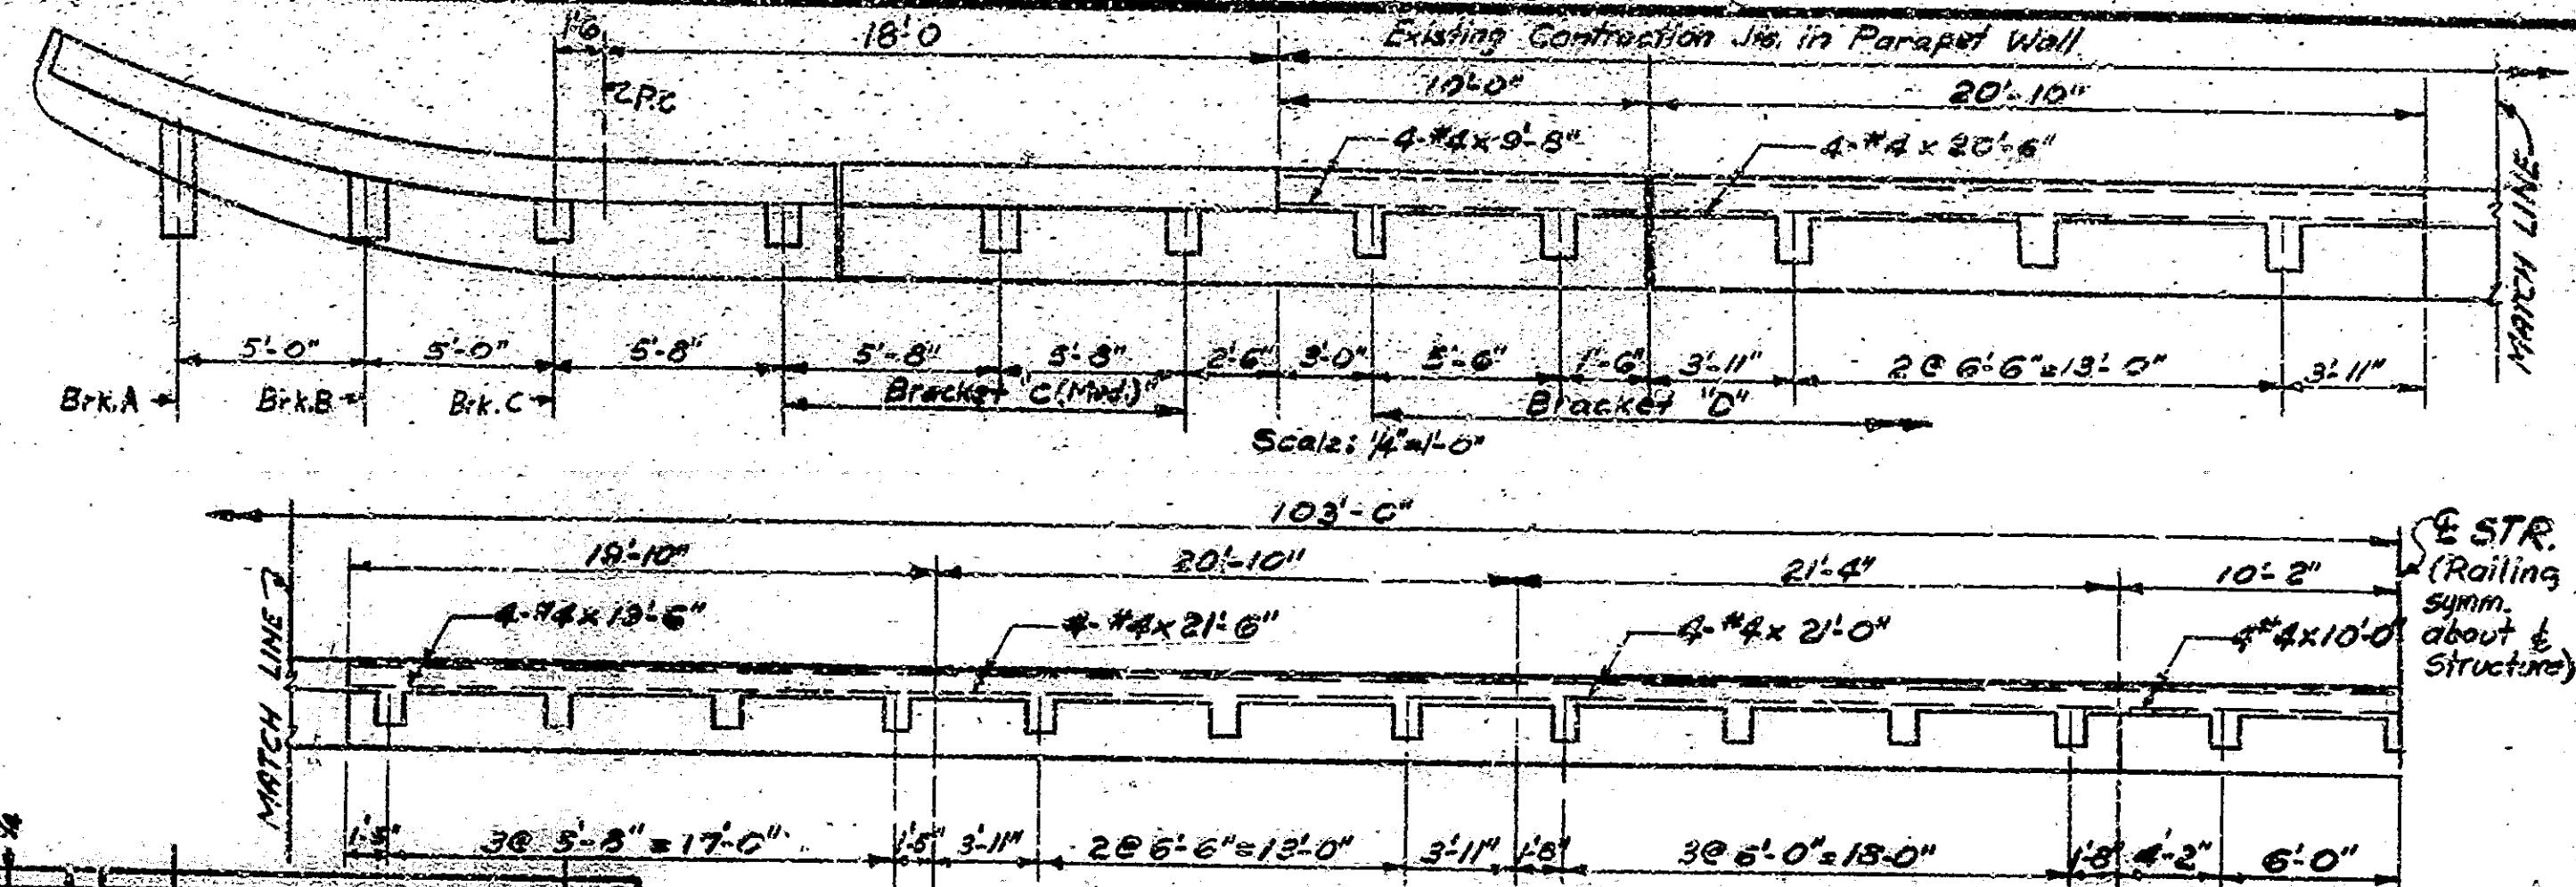 1'6 18'-0 Existing Contruction Jts. in Parapet Wall
10'-0" 20'-10"
P.C
4-#4x9'-8" 4-#4 x 20'-6"
MATCH LINE
5'-0" 5'-0" 5'-8" 5'-8" 5'-8" 2'-6" 3'-0" 5'-6" 1'-6" 3'-11" 2 @ 6'-6"=13'-0" 3'-11"
Brk.A Brk.B Brk.C Bracket "C(Mod.)" Bracket "D"
Scale: 1/4"=1'-0"
103'-0"
19'-10" 20'-10" 21'-4" 10'-2"
℄ STR.
(Railing
symm.
about ℄
Structure)
4-#4x19'-6" 4-#4x21'-6" 4-#4x 21'-0" 4#4x10'-0"
MATCH LINE
1'-5" 3@ 5'-8"=17'-0" 1'-5" 3'-11" 2@6'-6"=13'-0" 3'-11" 1'-8" 3@ 6'-0"=18-0" 1'-8" 4'-2" 6'-0"